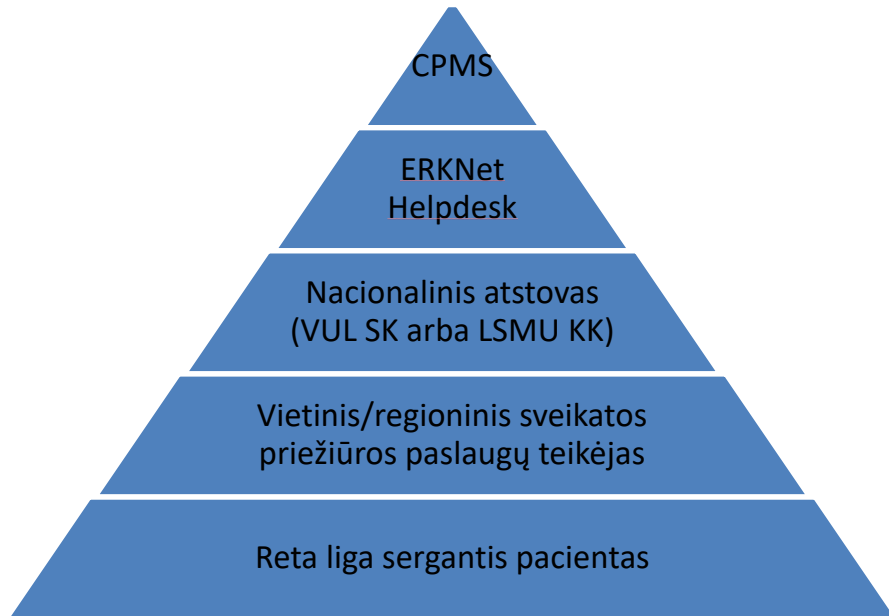 CPMS
ERKNet
Helpdesk
Nacionalinis atstovas
(VUL SK arba LSMU KK)
Vietinis/regioninis sveikatos
priežiūros paslaugų teikėjas
Reta liga sergantis pacientas